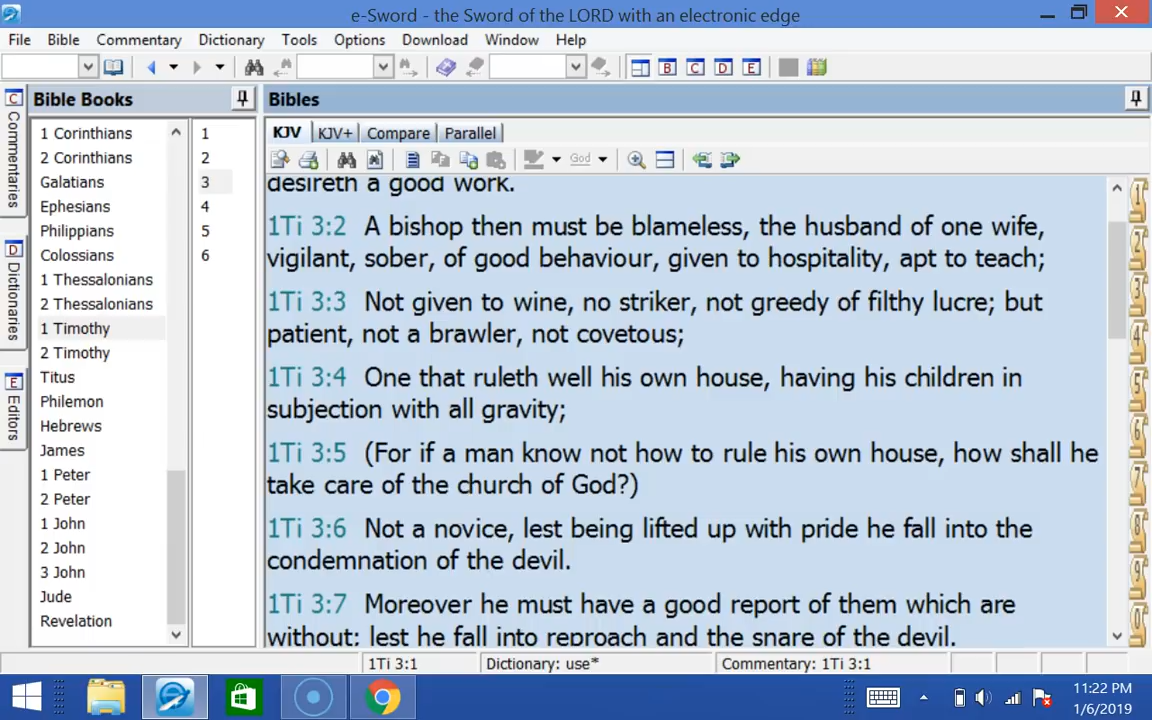 e-Sword - the Sword of the LORD with an electronic edge
File Bible Commentary Dictionary Tools Options Download Window Help
B C D E
C Commentaries
D Dictionaries
E Editors
Bible Books
1 Corinthians
2 Corinthians
Galatians
Ephesians
Philippians
Colossians
1 Thessalonians
2 Thessalonians
1 Timothy
2 Timothy
Titus
Philemon
Hebrews
James
1 Peter
2 Peter
1 John
2 John
3 John
Jude
Revelation
1
2
3
4
5
6
Bibles
KJV KJV+ Compare Parallel
God
desireth a good work.
1Ti 3:2 A bishop then must be blameless, the husband of one wife,
vigilant, sober, of good behaviour, given to hospitality, apt to teach;
1Ti 3:3 Not given to wine, no striker, not greedy of filthy lucre; but
patient, not a brawler, not covetous;
1Ti 3:4 One that ruleth well his own house, having his children in
subjection with all gravity;
1Ti 3:5 (For if a man know not how to rule his own house, how shall he
take care of the church of God?)
1Ti 3:6 Not a novice, lest being lifted up with pride he fall into the
condemnation of the devil.
1Ti 3:7 Moreover he must have a good report of them which are
without: lest he fall into reproach and the snare of the devil.
1
2
3
4
5
6
7
8
9
0
1Ti 3:1 Dictionary: use* Commentary: 1Ti 3:1
11:22 PM
1/6/2019